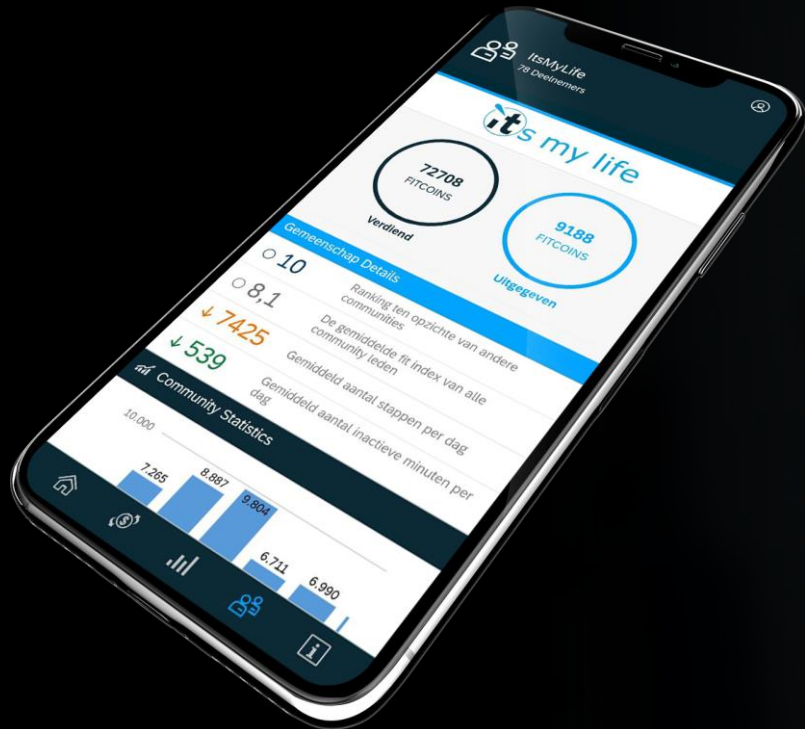 ItsMyLife
78 Deelnemers
its my life
72708
FITCOINS
Verdiend
9188
FITCOINS
Uitgegeven
Gemeenschap Details
10
Ranking ten opzichte van andere
communities
8,1
De gemiddelde fit index van alle
community leden
↓ 7425
Gemiddeld aantal stappen per dag
↓ 539
Gemiddeld aantal inactieve minuten per
dag
Community Statistics
10.000
7.265
8.887
9.804
6.711
6.990